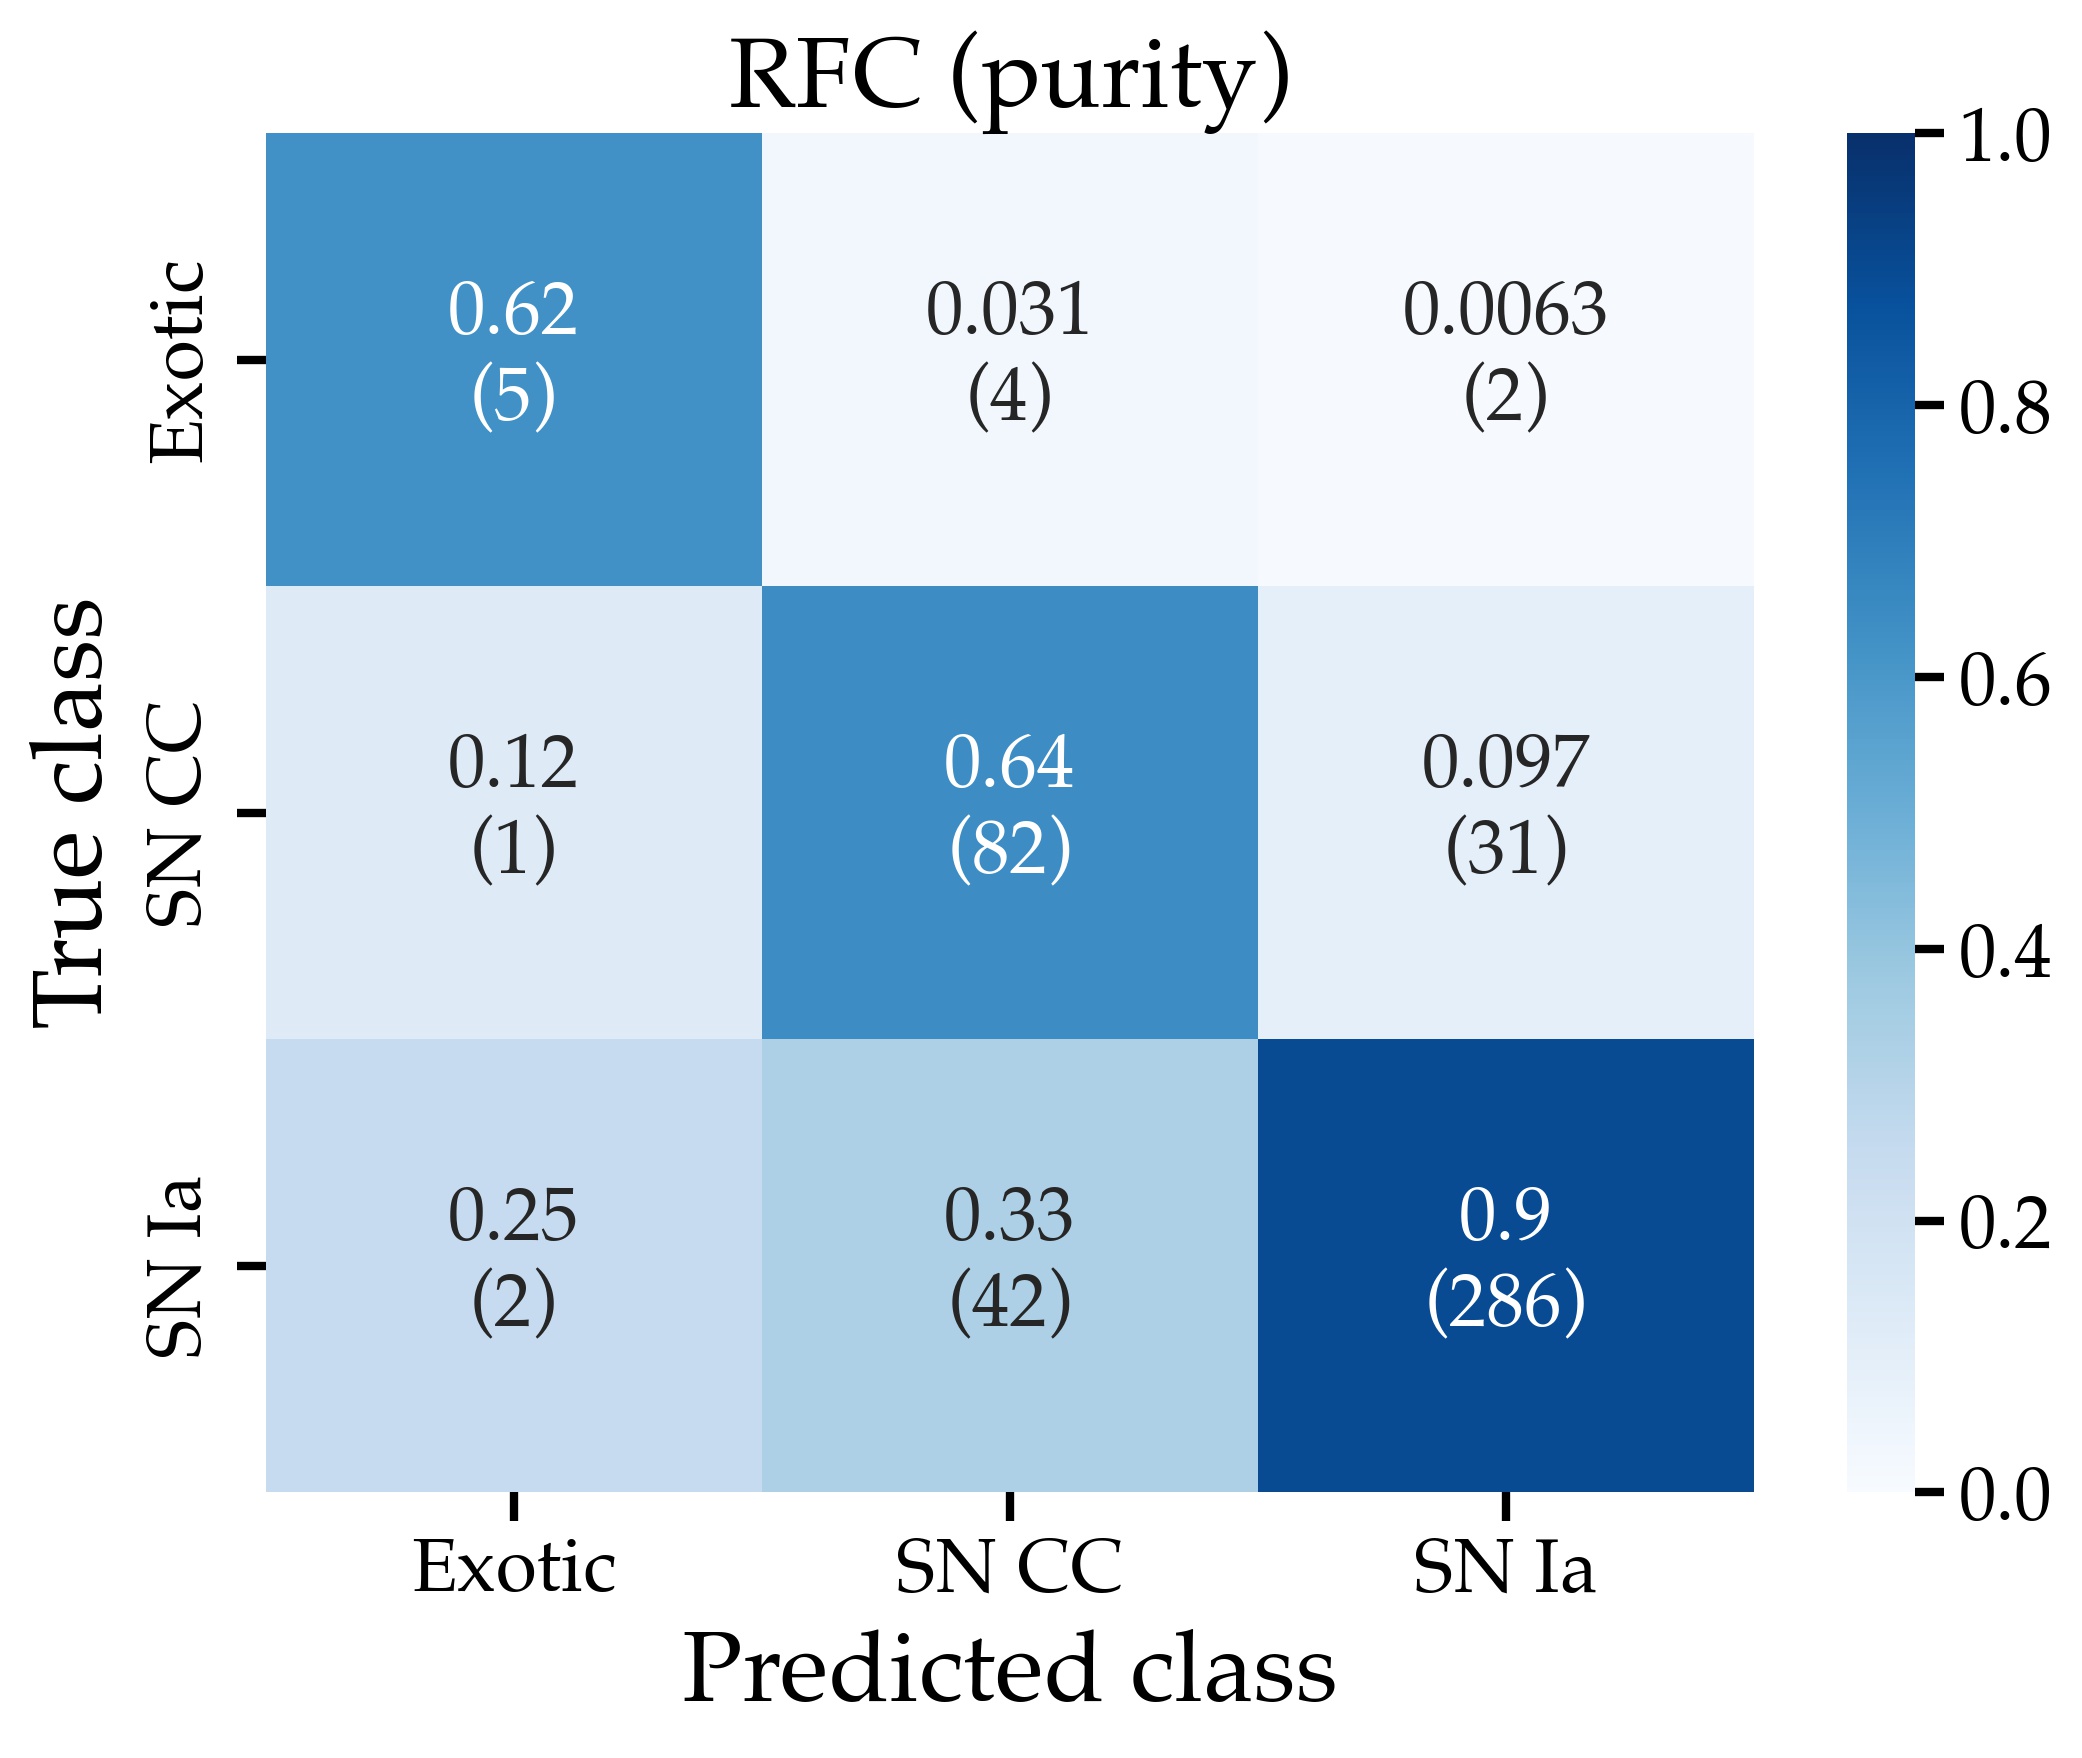 RFC (purity)
True class
Exotic
SN CC
SN Ia
0.62
(5)
0.031
(4)
0.0063
(2)
0.12
(1)
0.64
(82)
0.097
(31)
0.25
(2)
0.33
(42)
0.9
(286)
Exotic
SN CC
SN Ia
Predicted class
1.0
0.8
0.6
0.4
0.2
0.0